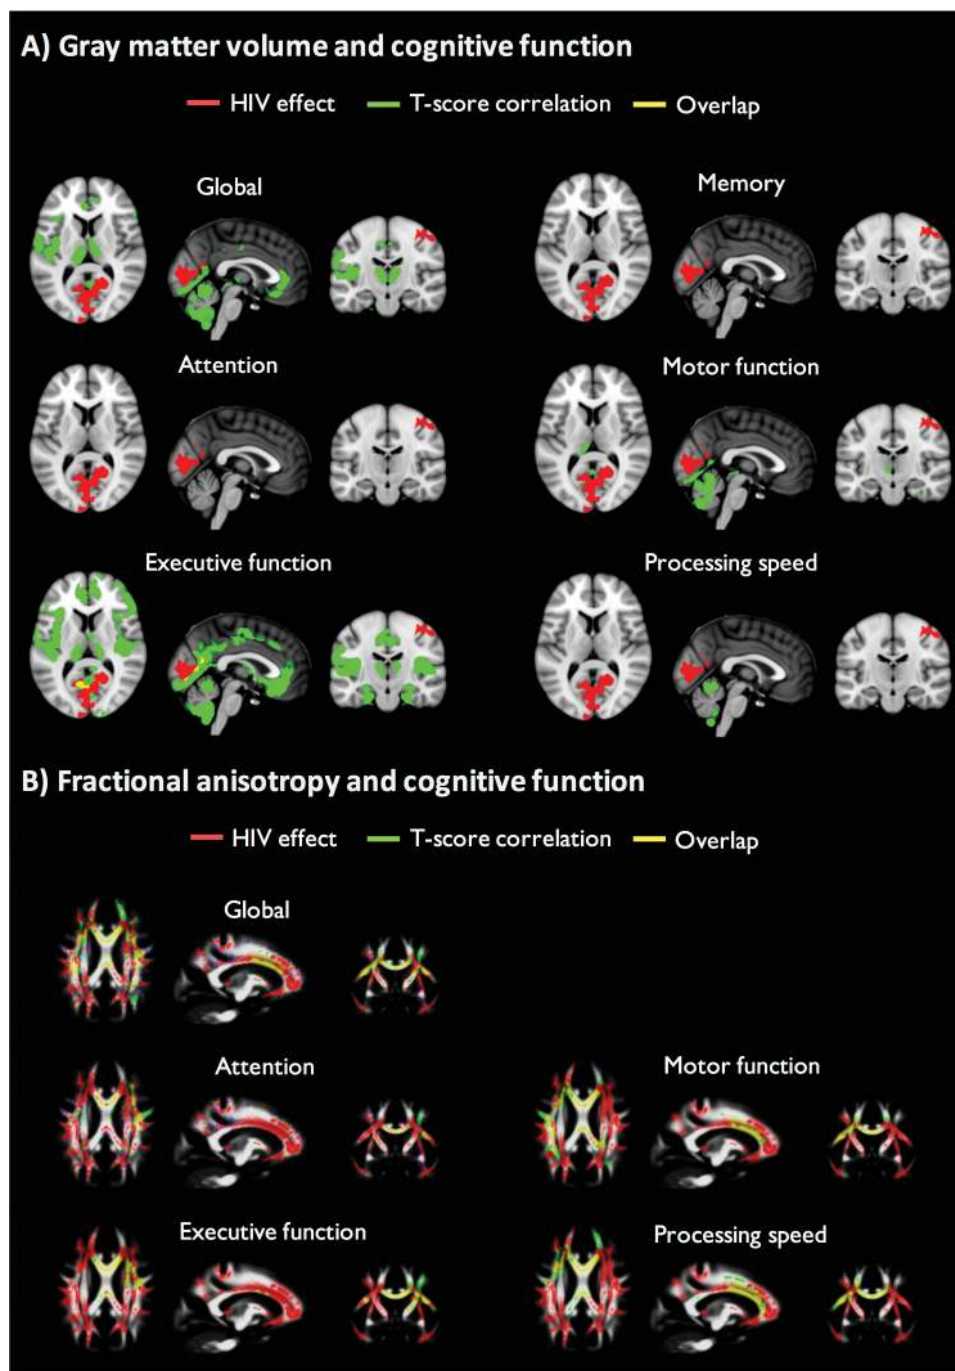 A) Gray matter volume and cognitive function
HIV effect T-score correlation Overlap
Global Memory
Attention Motor function
Executive function Processing speed
B) Fractional anisotropy and cognitive function
HIV effect T-score correlation Overlap
Global
Attention Motor function
Executive function Processing speed